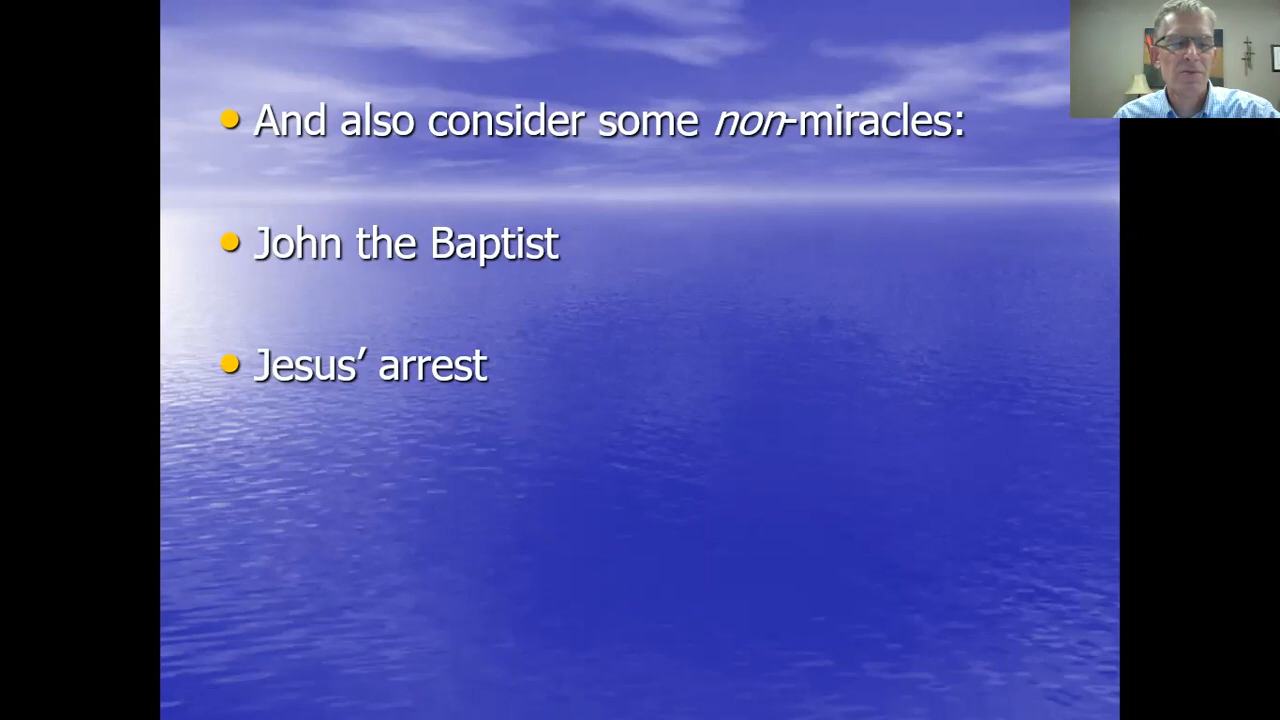 And also consider some non-miracles:
John the Baptist
Jesus’ arrest